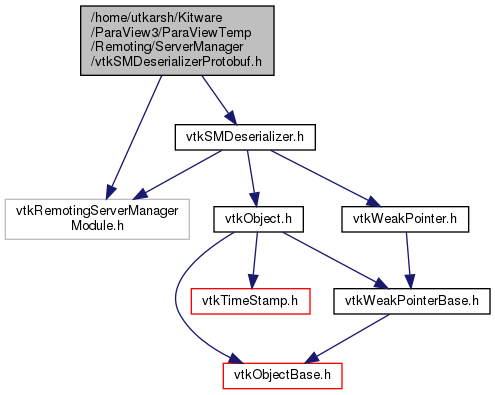 /home/utkarsh/Kitware
/ParaView3/ParaViewTemp
/Remoting/ServerManager
/vtkSMDeserializerProtobuf.h
vtkSMDeserializer.h
vtkRemotingServerManager
Module.h
vtkObject.h
vtkWeakPointer.h
vtkTimeStamp.h
vtkWeakPointerBase.h
vtkObjectBase.h